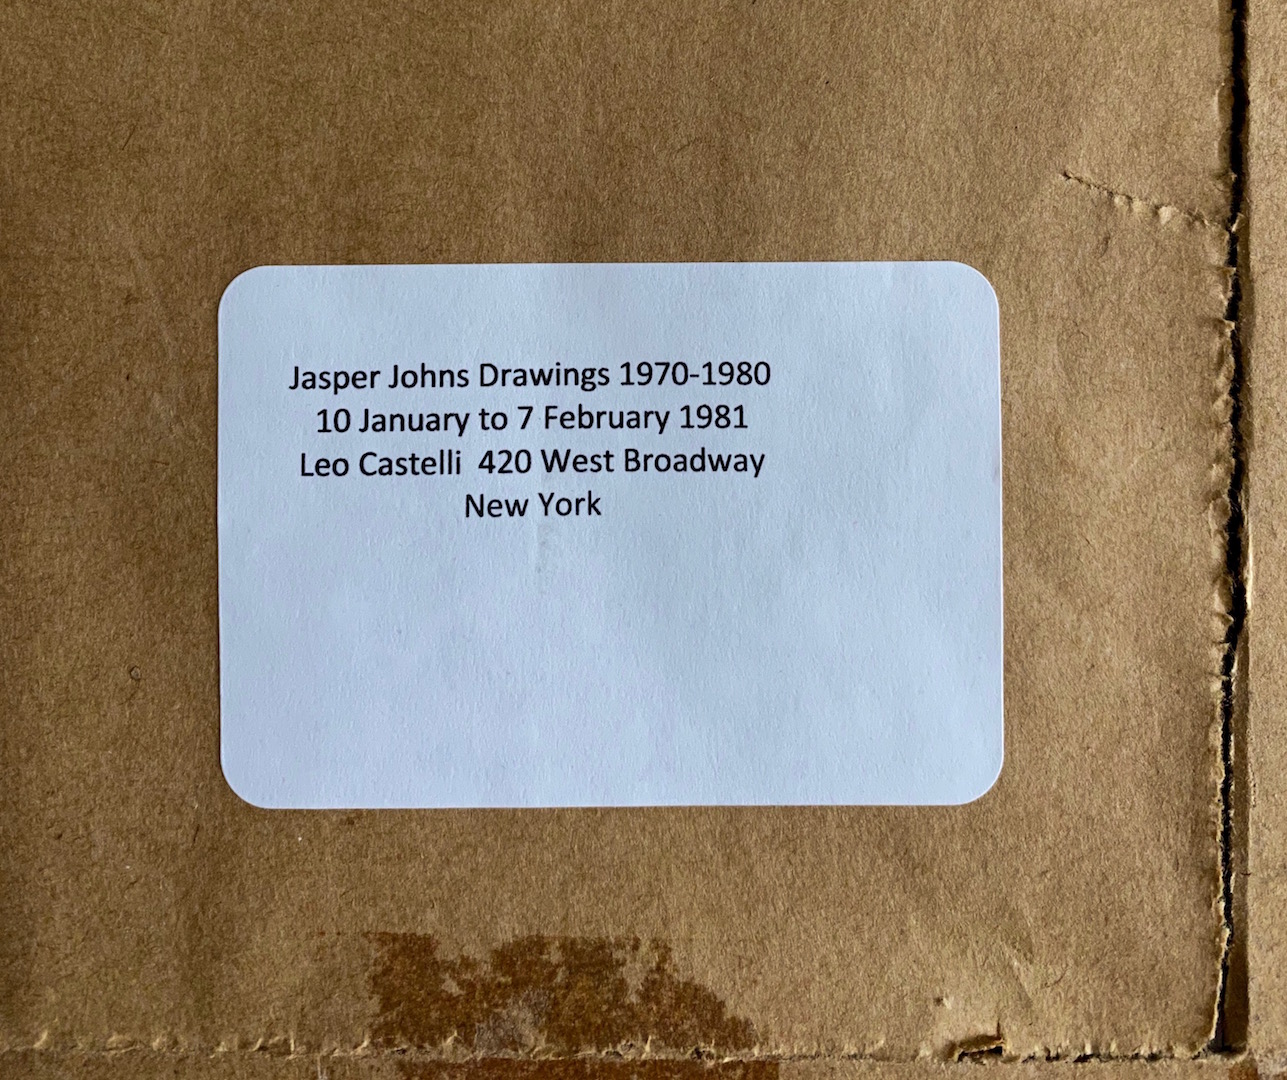 Jasper Johns Drawings 1970-1980
10 January to 7 February 1981
Leo Castelli  420 West Broadway
New York